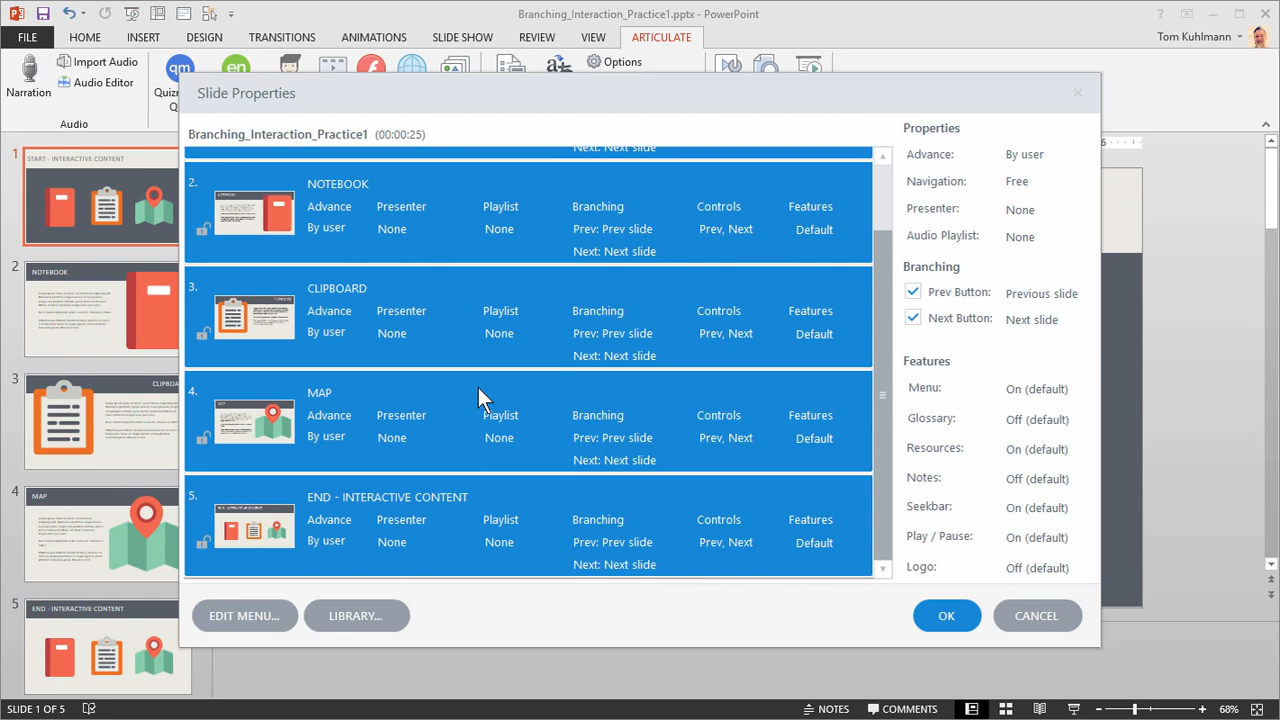 Branching_Interaction_Practice1.pptx - PowerPoint
FILE HOME INSERT DESIGN TRANSITIONS ANIMATIONS SLIDE SHOW REVIEW VIEW ARTICULATE Tom Kuhlmann
Narration
Import Audio
Audio Editor
Audio
Options
Slide Properties
Branching_Interaction_Practice1 (00:00:25)
Next: Next slide
2. NOTEBOOK
Advance Presenter Playlist Branching Controls Features
By user None None Prev: Prev slide Prev, Next Default
Next: Next slide
3. CLIPBOARD
Advance Presenter Playlist Branching Controls Features
By user None None Prev: Prev slide Prev, Next Default
Next: Next slide
4. MAP
Advance Presenter Playlist Branching Controls Features
By user None None Prev: Prev slide Prev, Next Default
Next: Next slide
5. END - INTERACTIVE CONTENT
Advance Presenter Playlist Branching Controls Features
By user None None Prev: Prev slide Prev, Next Default
Next: Next slide
EDIT MENU... LIBRARY... OK CANCEL
Properties
Advance: By user
Navigation: Free
Presenter: None
Audio Playlist: None
Branching
Prev Button: Previous slide
Next Button: Next slide
Features
Menu: On (default)
Glossary: Off (default)
Resources: On (default)
Notes: Off (default)
Seekbar: On (default)
Play / Pause: On (default)
Logo: Off (default)
1
START - INTERACTIVE CONTENT
2
NOTEBOOK
3
4
MAP
5
END - INTERACTIVE CONTENT
SLIDE 1 OF 5 NOTES COMMENTS 68%